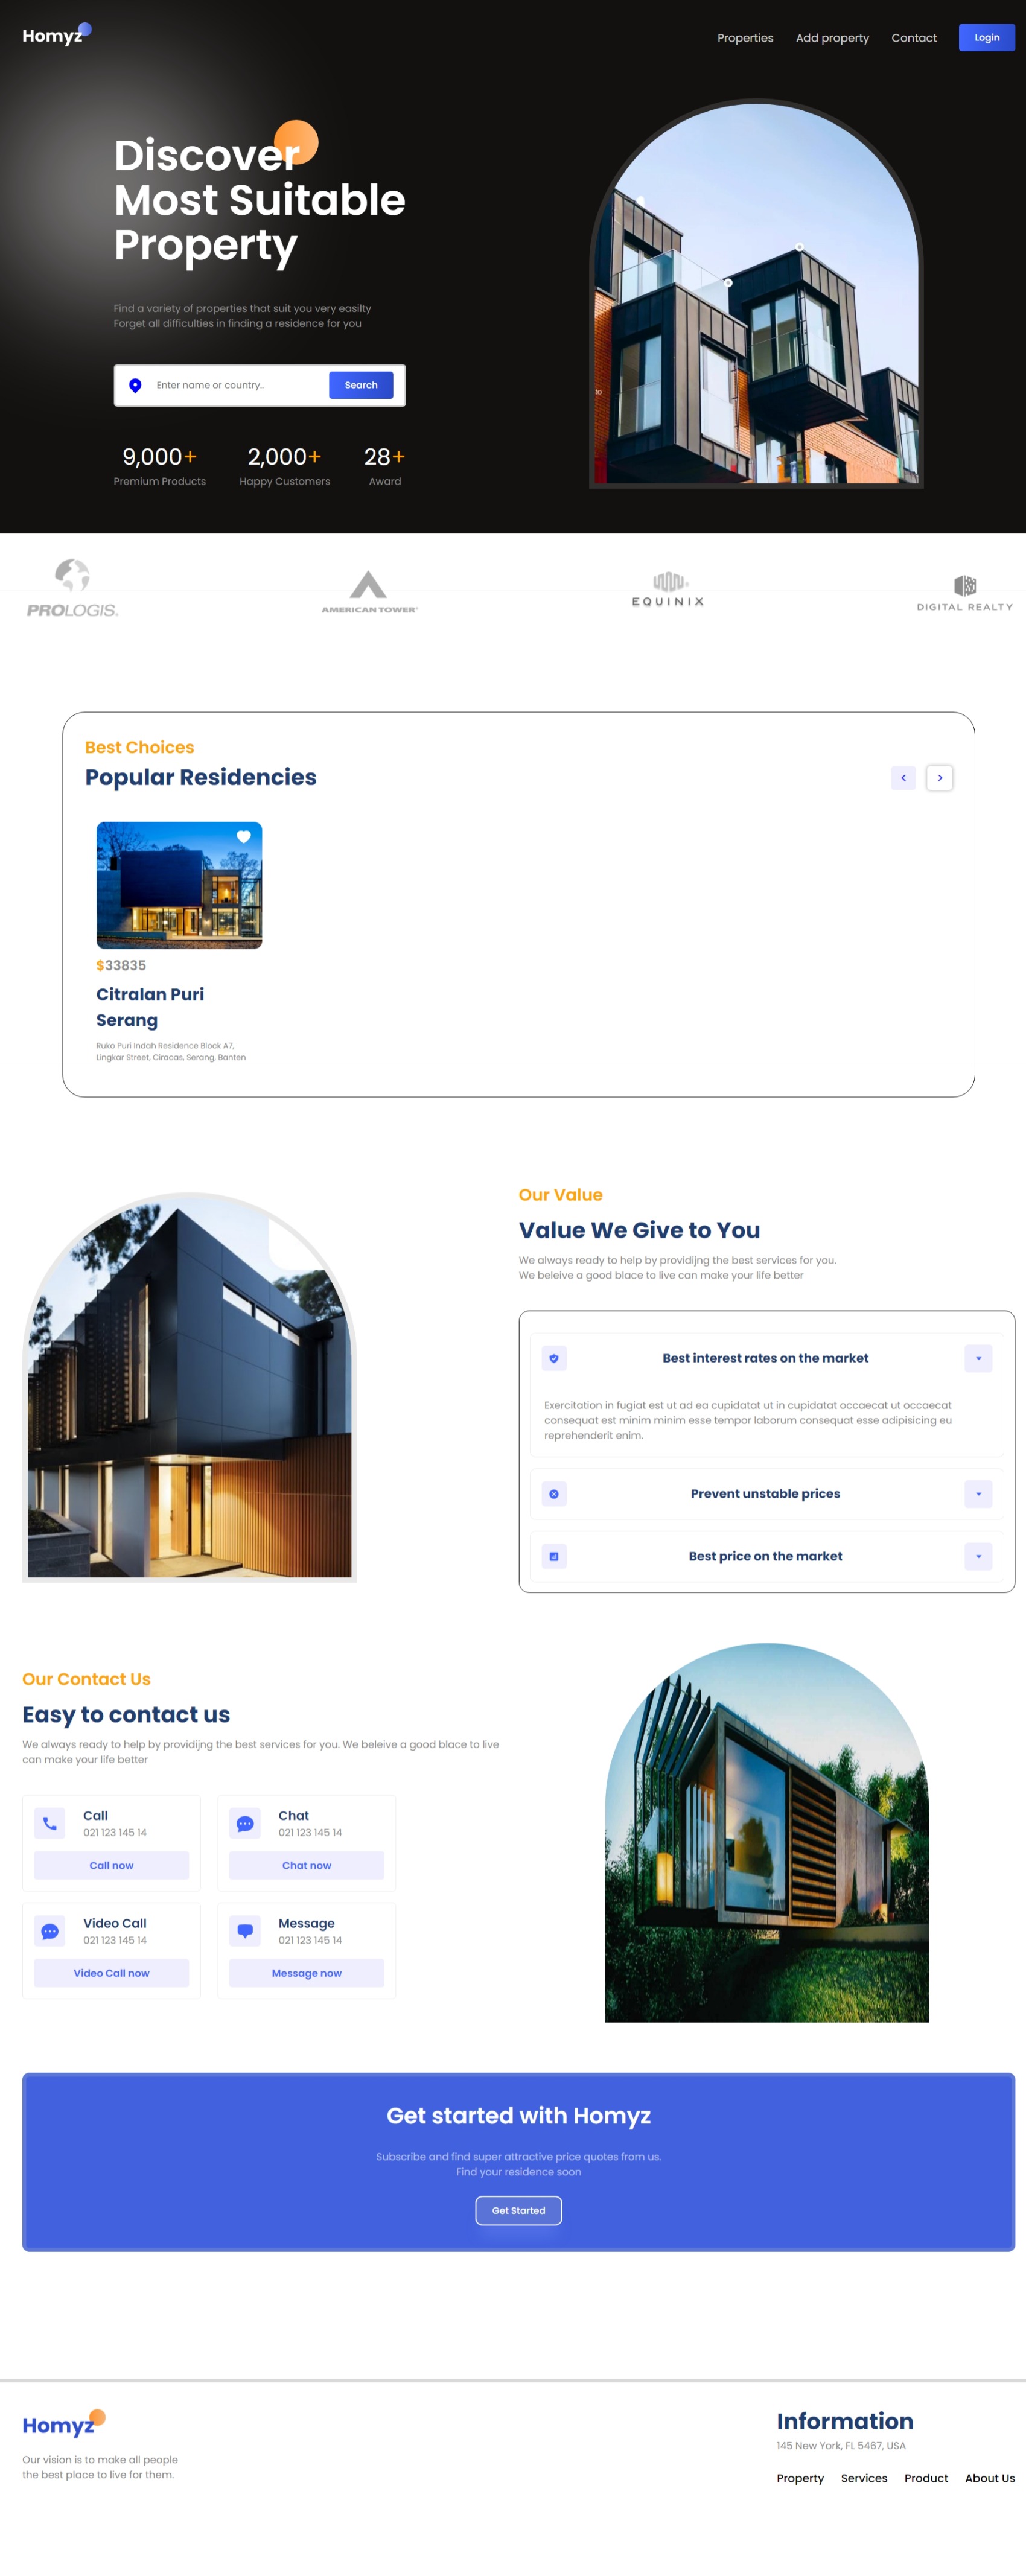 Homyz
Properties
Add property
Contact
Login
Discover
Most Suitable
Property
Find a variety of properties that suit you very easilty
Forget all difficulties in finding a residence for you
Enter name or country..
Search
9,000+
Premium Products
2,000+
Happy Customers
28+
Award
to
PROLOGIS.
AMERICAN TOWER
EQUINIX
DIGITAL REALTY
Best Choices
Popular Residencies
$33835
Citralan Puri
Serang
Ruko Puri Indah Residence Block A7,
Lingkar Street, Ciracas, Serang, Banten
Our Value
Value We Give to You
We always ready to help by providijng the best services for you.
We beleive a good blace to live can make your life better
Best interest rates on the market
Exercitation in fugiat est ut ad ea cupidatat ut in cupidatat occaecat ut occaecat
consequat est minim minim esse tempor laborum consequat esse adipisicing eu
reprehenderit enim.
Prevent unstable prices
Best price on the market
Our Contact Us
Easy to contact us
We always ready to help by providijng the best services for you. We beleive a good blace to live
can make your life better
Call
021 123 145 14
Call now
Chat
021 123 145 14
Chat now
Video Call
021 123 145 14
Video Call now
Message
021 123 145 14
Message now
Get started with Homyz
Subscribe and find super attractive price quotes from us.
Find your residence soon
Get Started
Homyz
Our vision is to make all people
the best place to live for them.
Information
145 New York, FL 5467, USA
Property
Services
Product
About Us